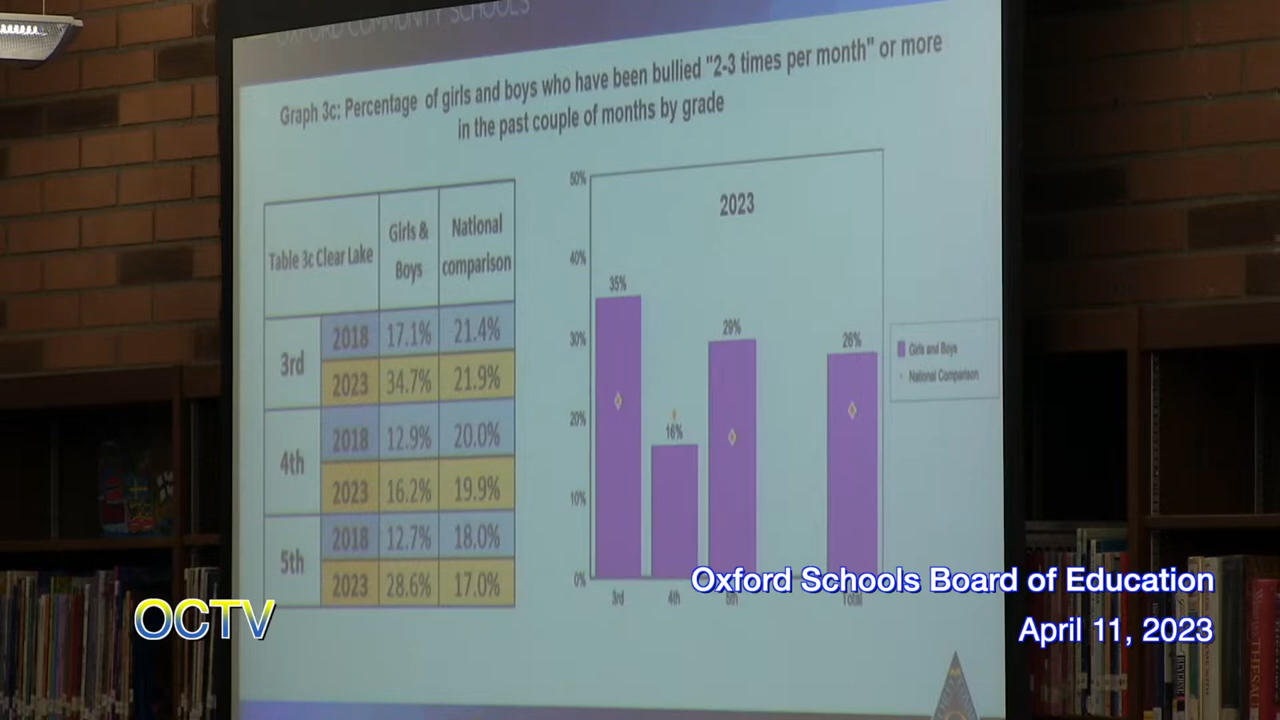 OXFORD COMMUNITY SCHOOLS
Graph 3c: Percentage of girls and boys who have been bullied "2-3 times per month" or more
in the past couple of months by grade
Table 3c Clear Lake
Girls &
Boys
National
comparison
3rd
2018 17.1% 21.4%
2023 34.7% 21.9%
4th
2018 12.9% 20.0%
2023 16.2% 19.9%
5th
2018 12.7% 18.0%
2023 28.6% 17.0%
2023
50%
40%
30%
20%
10%
0%
35%
16%
29%
26%
3rd
4th
5th
Total
Girls and Boys
National Comparison
OCTV
Oxford Schools Board of Education
April 11, 2023